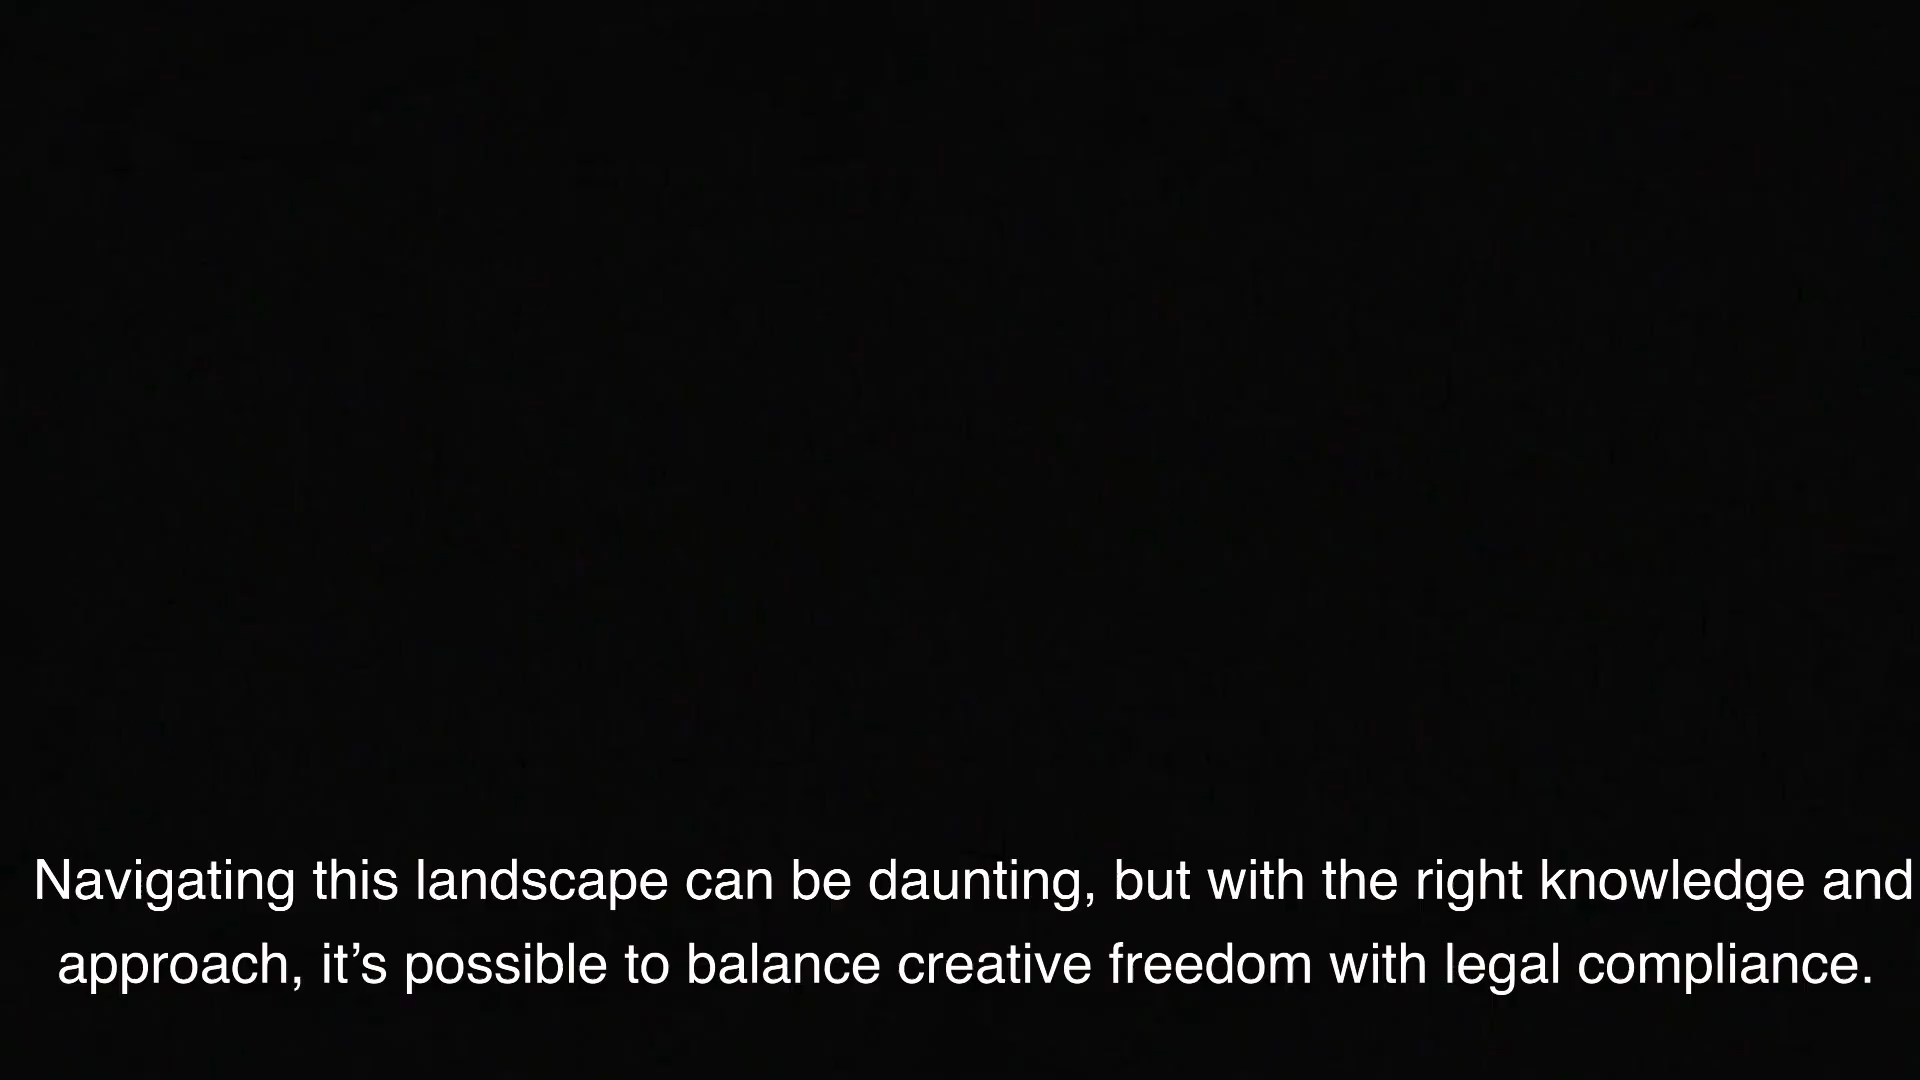 Navigating this landscape can be daunting, but with the right knowledge and
approach, it’s possible to balance creative freedom with legal compliance.